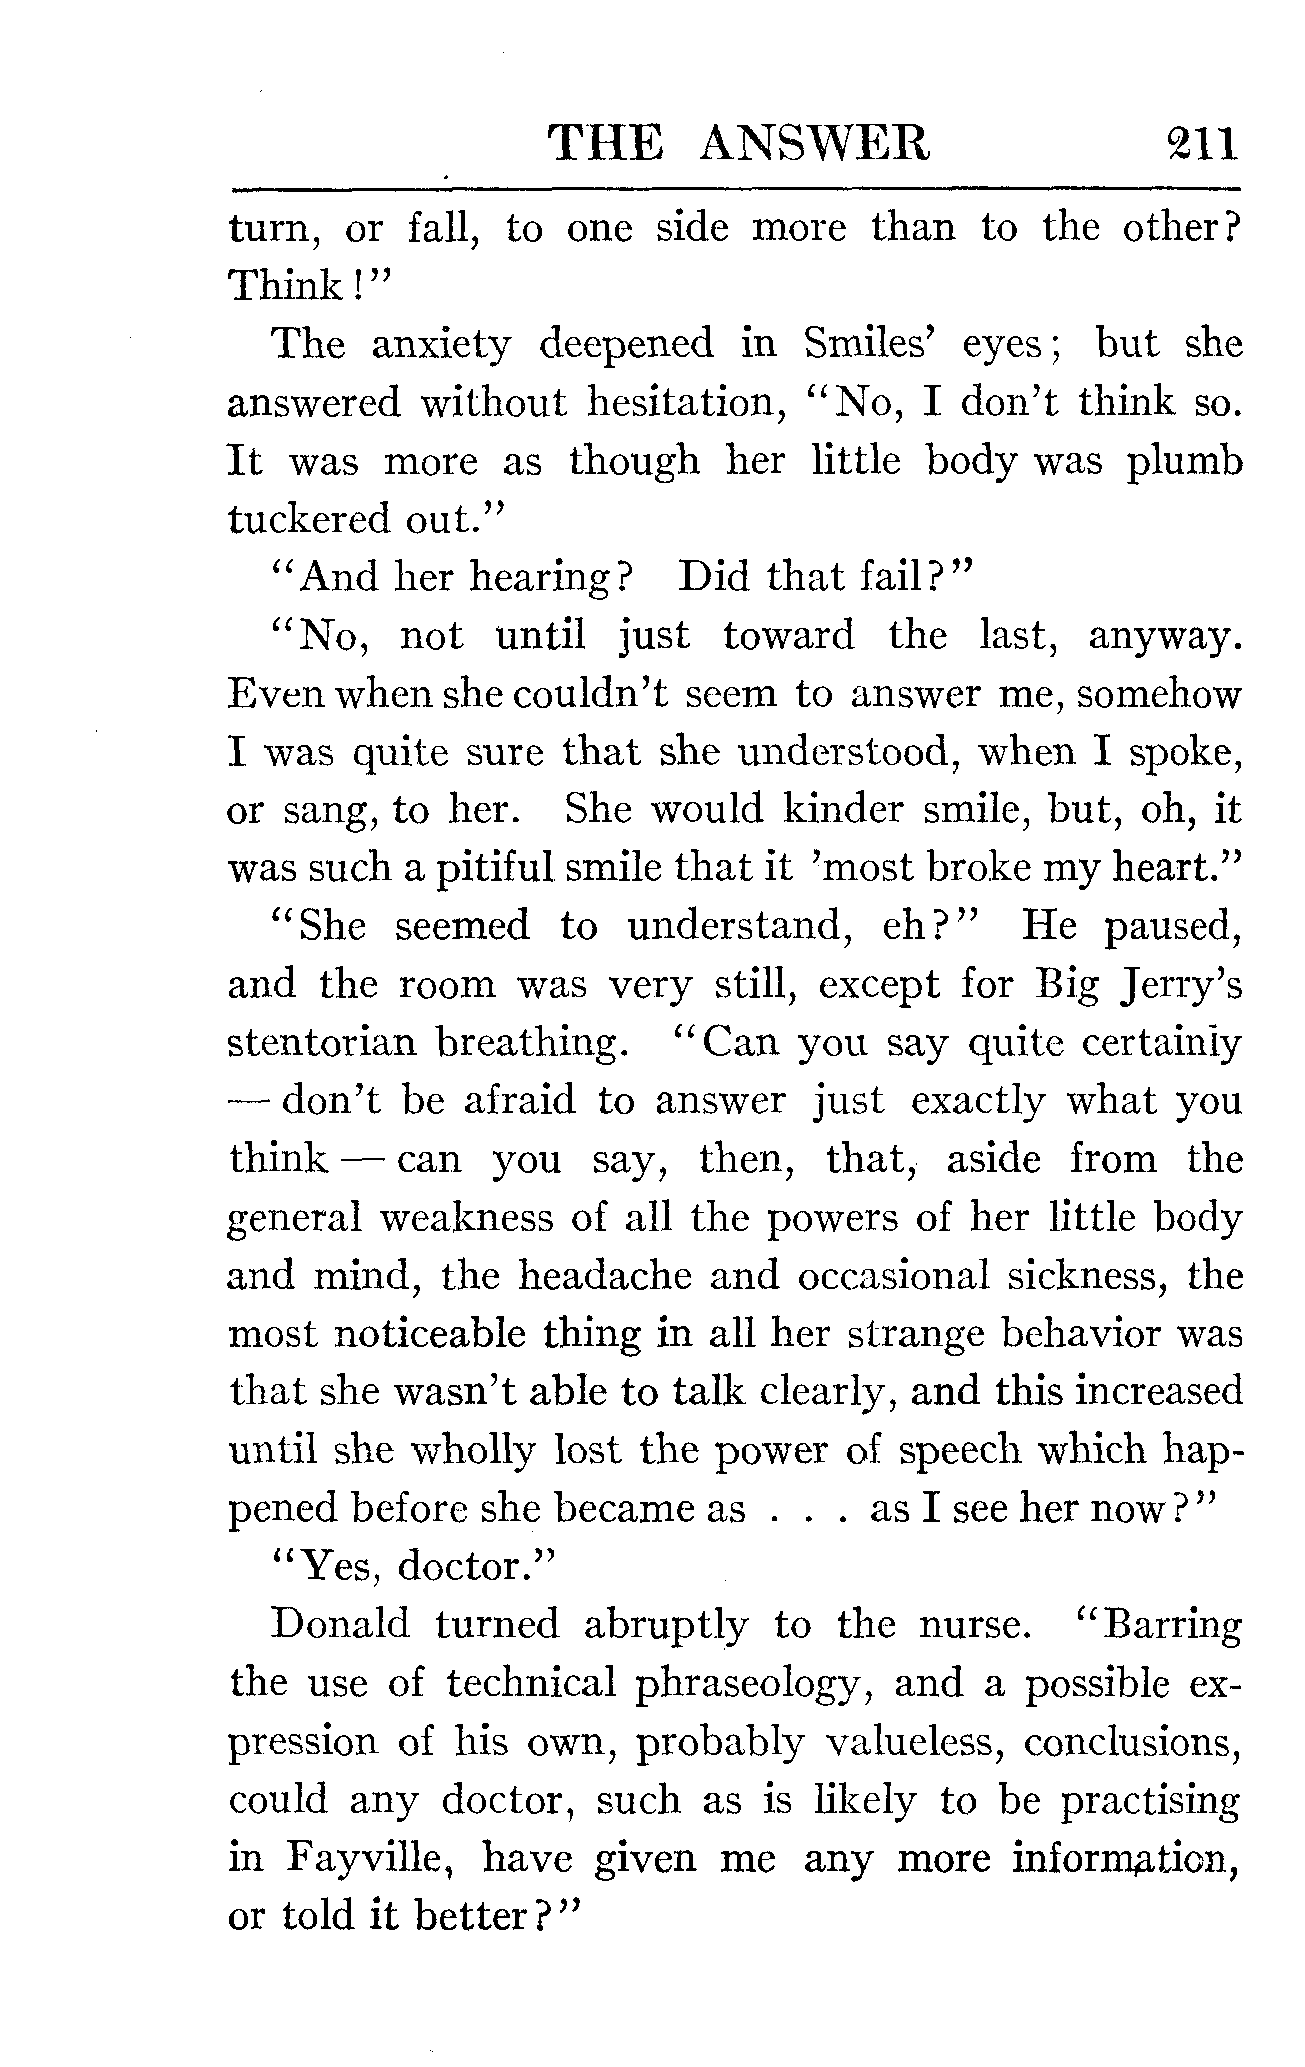 THE ANSWER 211
turn, or fall, to one side more than to the other?
Think!"
The anxiety deepened in Smiles' eyes; but she
answered without hesitation, "No, I don't think so.
It was more as though her little body was plumb
tuckered out."
"And her hearing? Did that fail?"
"No, not until just toward the last, anyway.
Even when she couldn't seem to answer me, somehow
I was quite sure that she understood, when I spoke,
or sang, to her. She would kinder smile, but, oh, it
was such a pitiful smile that it 'most broke my heart."
"She seemed to understand, eh?" He paused,
and the room was very still, except for Big Jerry's
stentorian breathing. "Can you say quite certainly
— don't be afraid to answer just exactly what you
think — can you say, then, that, aside from the
general weakness of all the powers of her little body
and mind, the headache and occasional sickness, the
most noticeable thing in all her strange behavior was
that she wasn't able to talk clearly, and this increased
until she wholly lost the power of speech which hap-
pened before she became as . . . as I see her now?"
"Yes, doctor."
Donald turned abruptly to the nurse. "Barring
the use of technical phraseology, and a possible ex-
pression of his own, probably valueless, conclusions,
could any doctor, such as is likely to be practising
in Fayville, have given me any more information,
or told it better?"